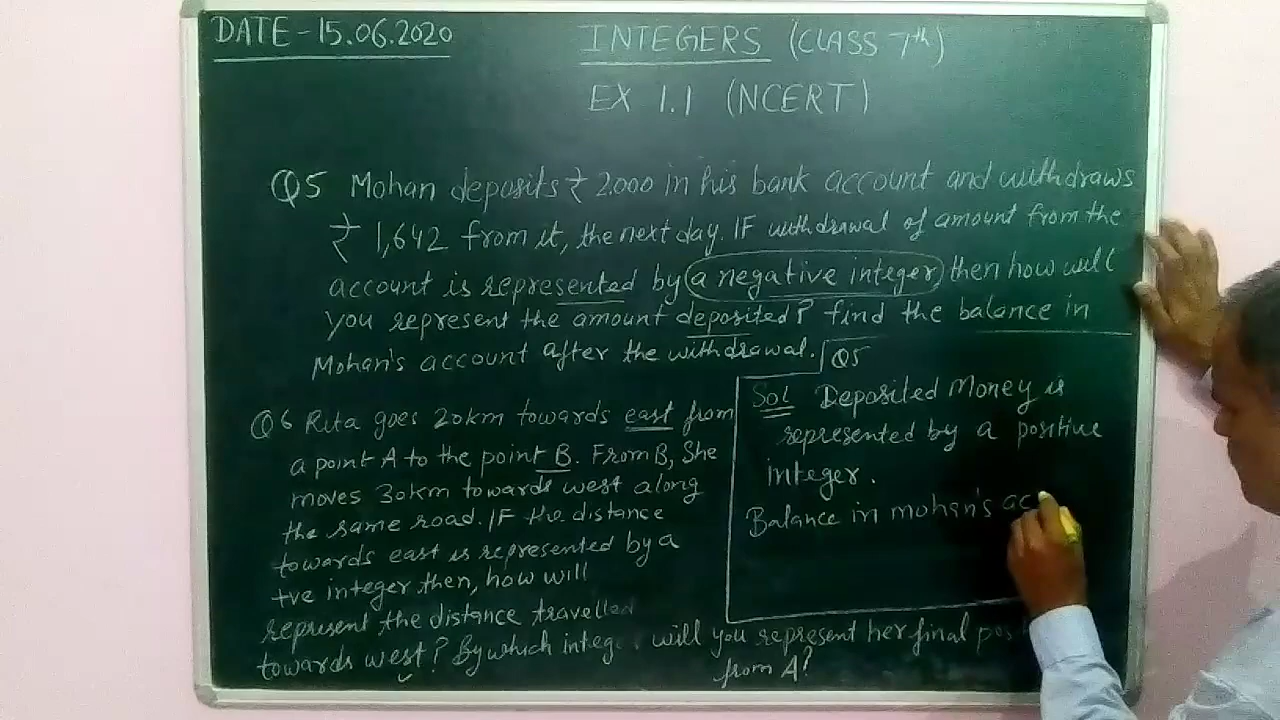 DATE - 15.06.2020
INTEGERS (CLASS 7th)
EX 1.1 (NCERT)
Q5 Mohan deposits ₹ 2000 in his bank account and withdraws
₹ 1,642 from it, the next day. IF withdrawal of amount from the
account is represented by a negative integer then how will
you represent the amount deposited? find the balance in
Mohan's account after the withdrawal.
Q6 Rita goes 20km towards east from
a point A to the point B. From B, She
moves 30km towards west along
the same road. IF the distance
towards east is represented by a
+ve integer then, how will
represent the distance travelled
towards west? By which integ will you represent her final pos
from A?
Q5
Sol Deposited Money is
represented by a positive
integer.
Balance in mohan's ac